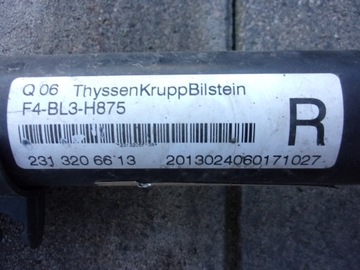 Q 06 ThyssenKruppBilstein
F4-BL3-H875
R
231 320 66 13 2013024060171027